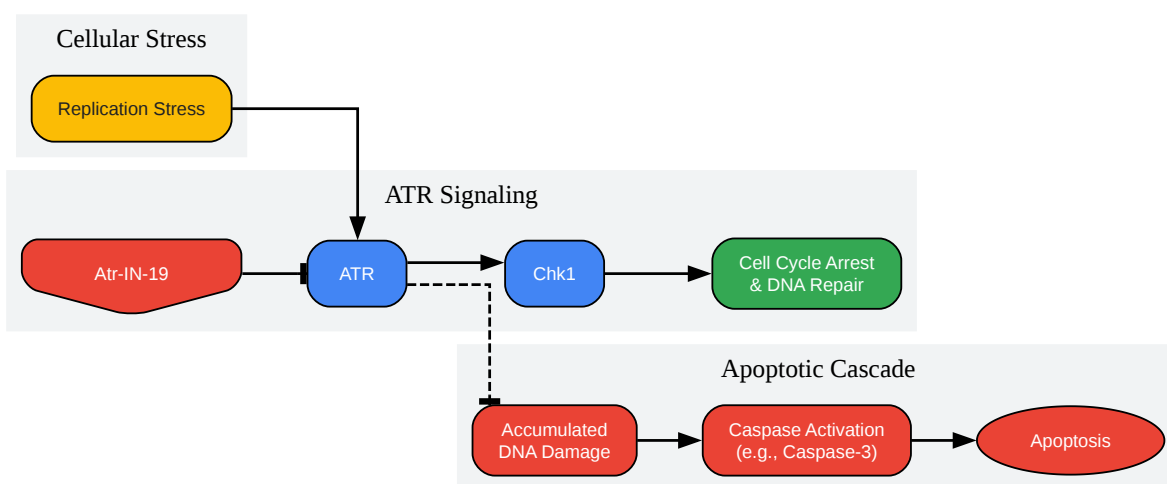 Cellular Stress
Replication Stress
ATR Signaling
Atr-IN-19
ATR
Chk1
Cell Cycle Arrest
& DNA Repair
Apoptotic Cascade
Accumulated
DNA Damage
Caspase Activation
(e.g., Caspase-3)
Apoptosis